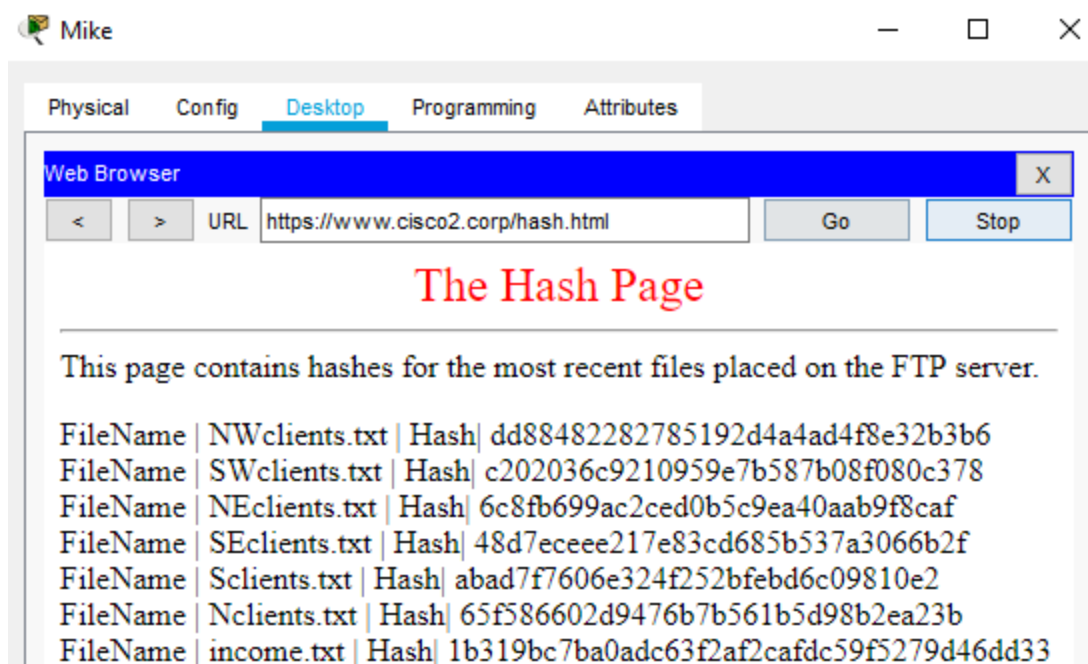 Mike
Physical Config Desktop Programming Attributes
Web Browser X
< > URL https://www.cisco2.corp/hash.html Go Stop
The Hash Page
This page contains hashes for the most recent files placed on the FTP server.
FileName | NWclients.txt | Hash| dd88482282785192d4a4ad4f8e32b3b6
FileName | SWclients.txt | Hash| c202036c9210959e7b587b08f080c378
FileName | NEclients.txt | Hash| 6c8fb699ac2ced0b5c9ea40aab9f8caf
FileName | SEclients.txt | Hash| 48d7eceee217e83cd685b537a3066b2f
FileName | Sclients.txt | Hash| abad7f7606e324f252bfebd6c09810e2
FileName | Nclients.txt | Hash| 65f586602d9476b7b561b5d98b2ea23b
FileName | income.txt | Hash| 1b319bc7ba0adc63f2af2cafdc59f5279d46dd33